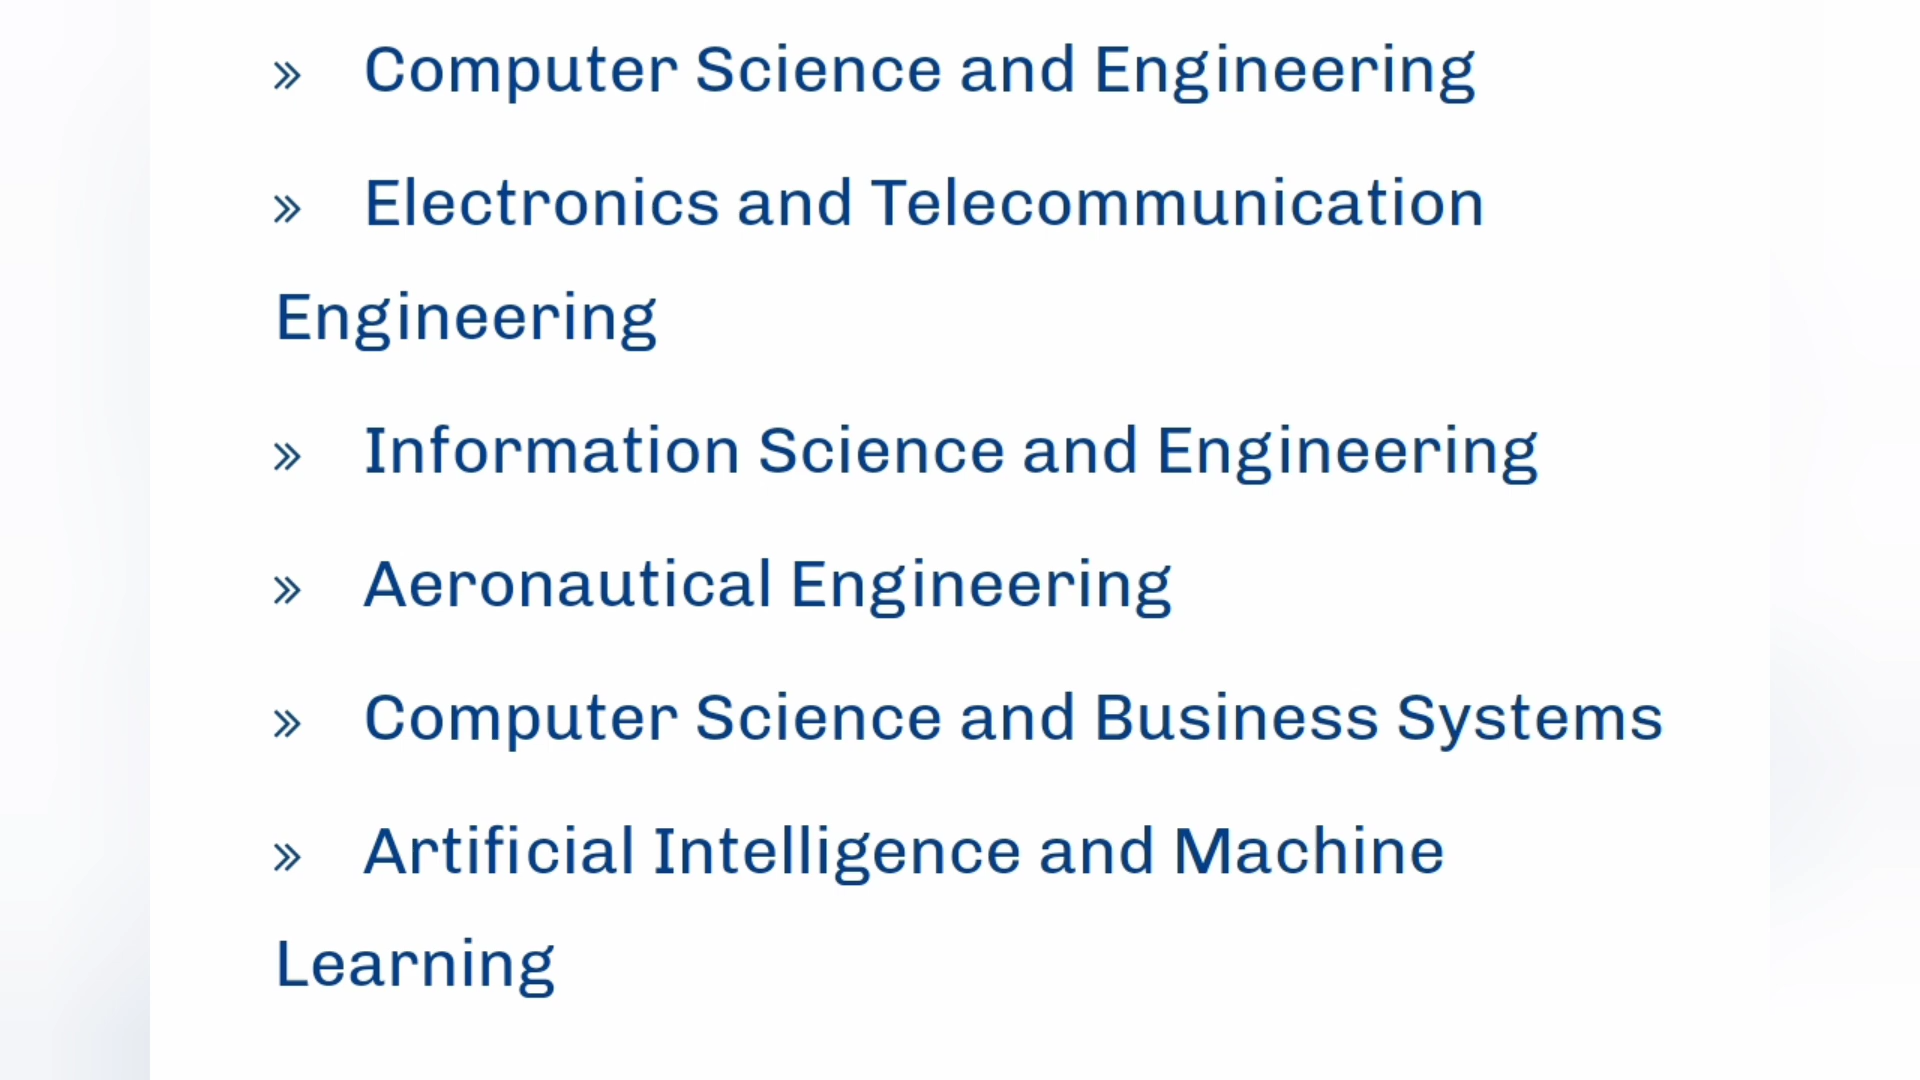 » Computer Science and Engineering
» Electronics and Telecommunication
Engineering
» Information Science and Engineering
» Aeronautical Engineering
» Computer Science and Business Systems
» Artificial Intelligence and Machine
Learning